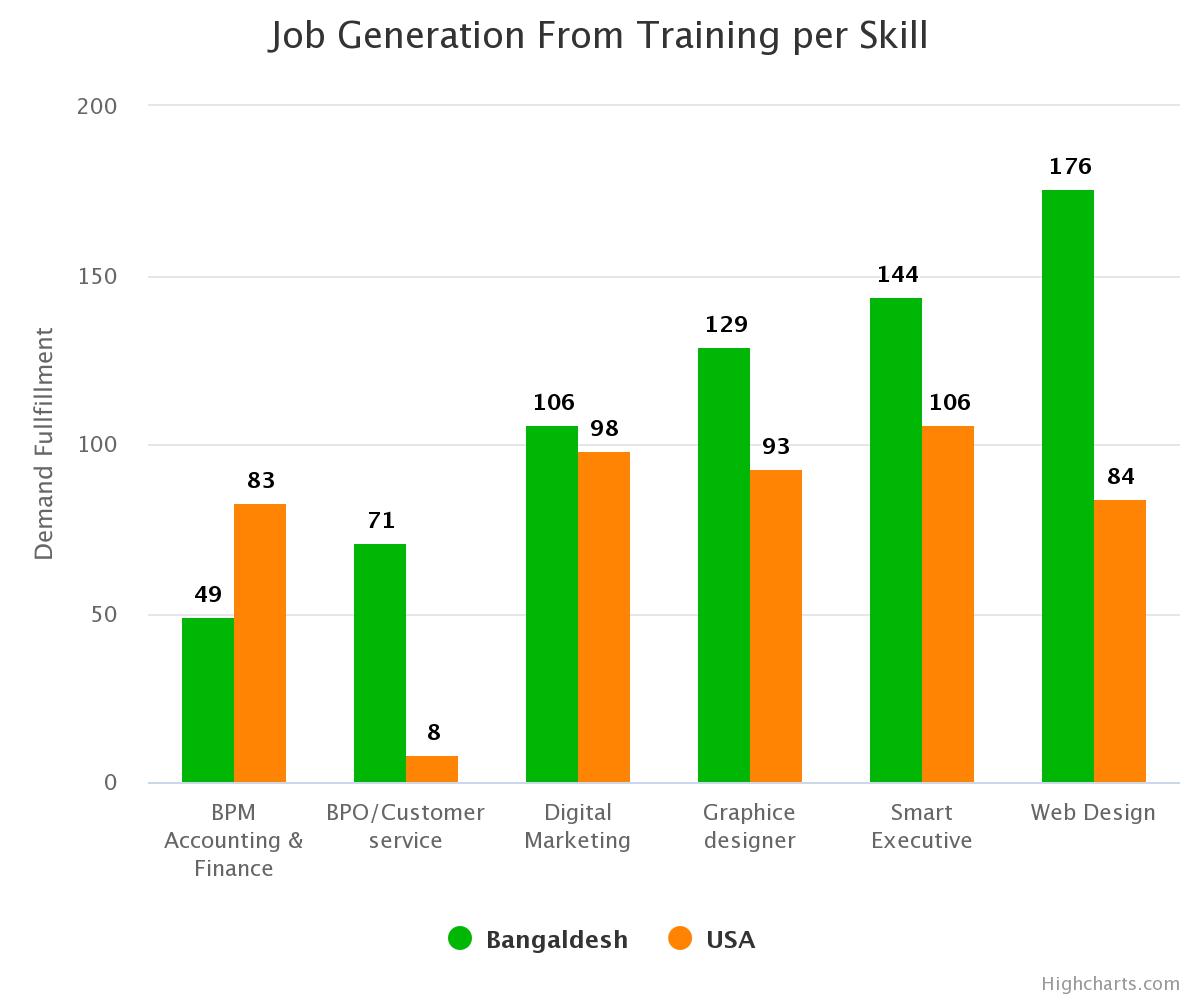 Job Generation From Training per Skill
Demand Fullfillment
200
150
100
50
0
49
83
71
8
106
98
129
93
144
106
176
84
BPM
Accounting &
Finance
BPO/Customer
service
Digital
Marketing
Graphice
designer
Smart
Executive
Web Design
Bangaldesh
USA
Highcharts.com